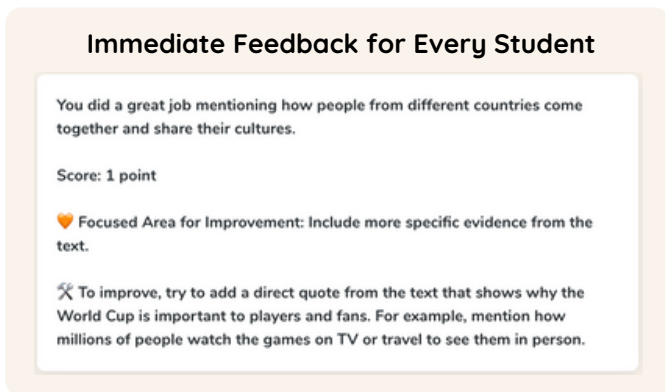 Immediate Feedback for Every Student
You did a great job mentioning how people from different countries come
together and share their cultures.
Score: 1 point
🧡 Focused Area for Improvement: Include more specific evidence from the
text.
🛠️ To improve, try to add a direct quote from the text that shows why the
World Cup is important to players and fans. For example, mention how
millions of people watch the games on TV or travel to see them in person.